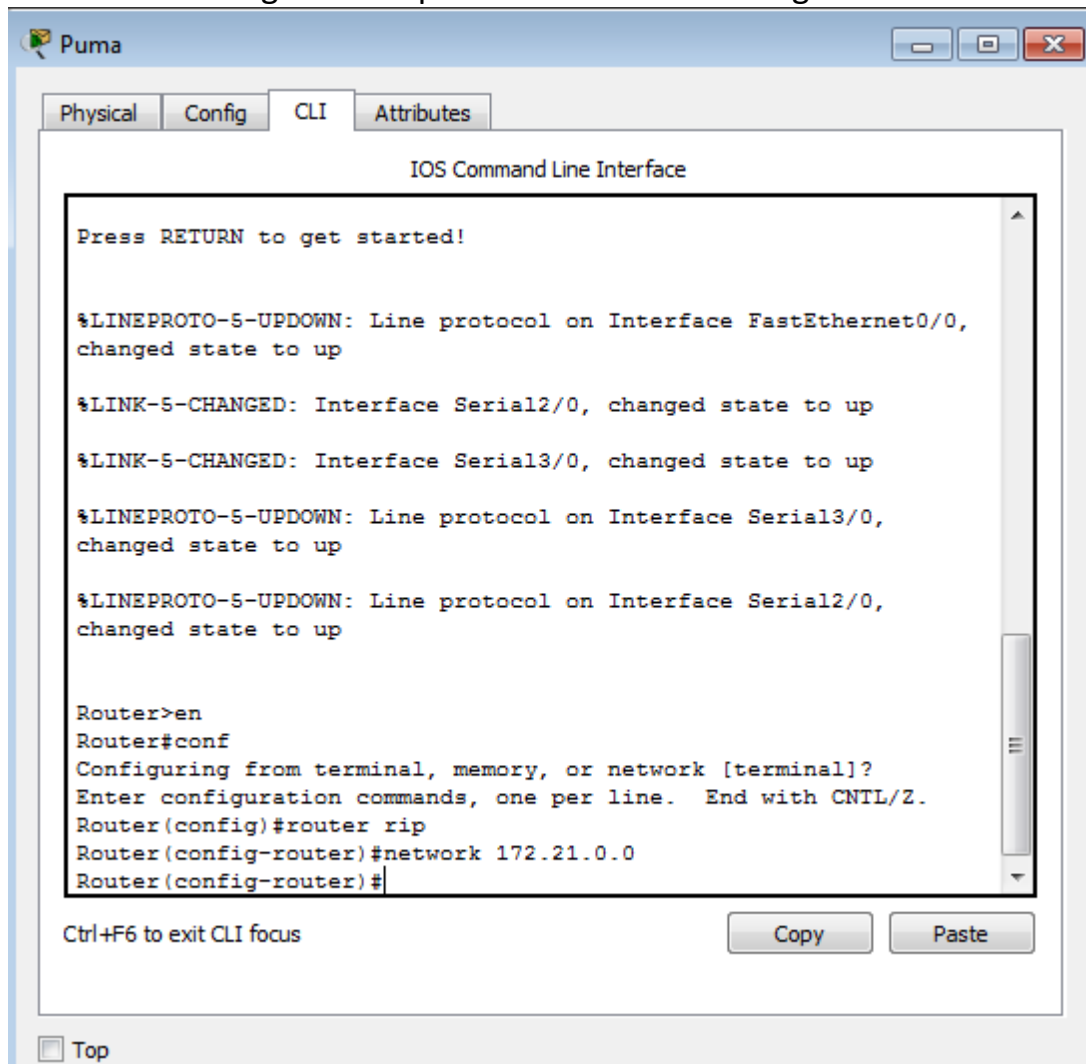 Puma
Physical Config CLI Attributes
IOS Command Line Interface
Press RETURN to get started!
%LINEPROTO-5-UPDOWN: Line protocol on Interface FastEthernet0/0,
changed state to up
%LINK-5-CHANGED: Interface Serial2/0, changed state to up
%LINK-5-CHANGED: Interface Serial3/0, changed state to up
%LINEPROTO-5-UPDOWN: Line protocol on Interface Serial3/0,
changed state to up
%LINEPROTO-5-UPDOWN: Line protocol on Interface Serial2/0,
changed state to up
Router>en
Router#conf
Configuring from terminal, memory, or network [terminal]?
Enter configuration commands, one per line.  End with CNTL/Z.
Router(config)#router rip
Router(config-router)#network 172.21.0.0
Router(config-router)#
Ctrl+F6 to exit CLI focus
Copy Paste
Top